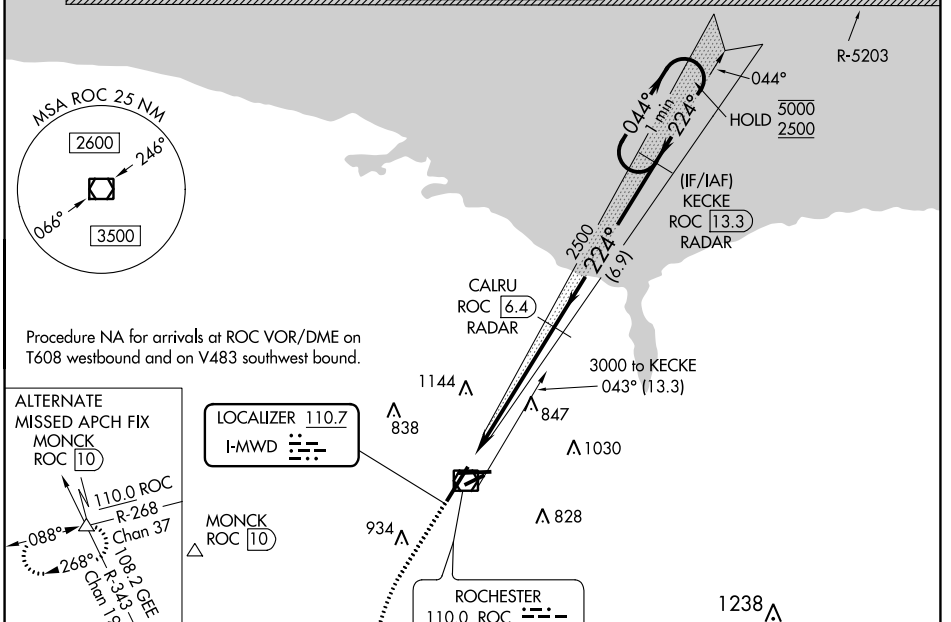 R-5203
044°
HOLD 5000
2500
044°
1 min
224°
MSA ROC 25 NM
2600
246°
066°
3500
(IF/IAF)
KECKE
ROC 13.3
RADAR
2500
224°
(6.9)
CALRU
ROC 6.4
RADAR
Procedure NA for arrivals at ROC VOR/DME on
T608 westbound and on V483 southwest bound.
3000 to KECKE
043° (13.3)
1144
838
847
1030
LOCALIZER 110.7
I-MWD
ALTERNATE
MISSED APCH FIX
MONCK
ROC 10
110.0 ROC
R-268
Chan 37
088°
268°
108.2 GEE
R-343
MONCK
ROC 10
934
828
ROCHESTER
110.0 ROC
1238